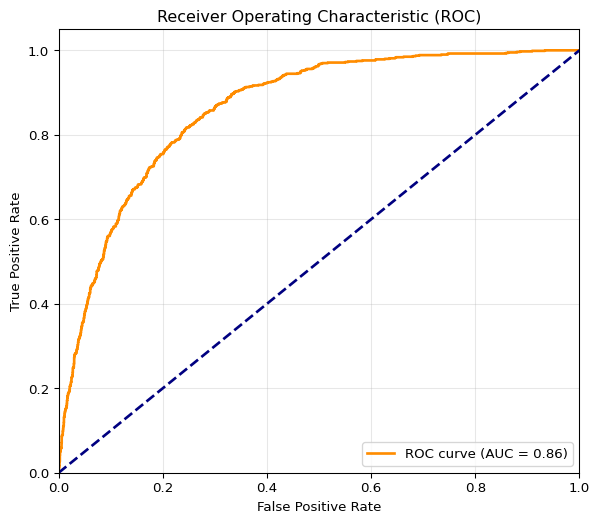 Receiver Operating Characteristic (ROC)
True Positive Rate
1.0
0.8
0.6
0.4
0.2
0.0
0.0 0.2 0.4 0.6 0.8 1.0
False Positive Rate
ROC curve (AUC = 0.86)